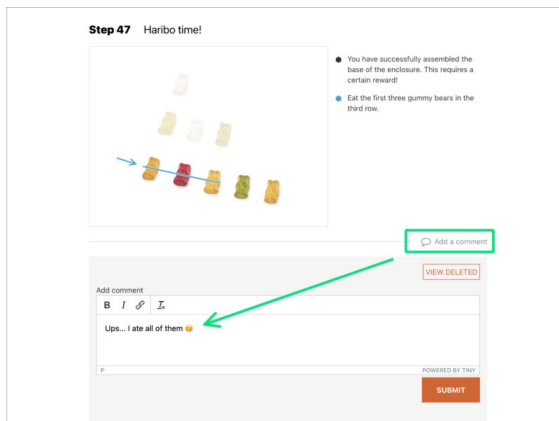 Step 47 Haribo time!
You have successfully assembled the
base of the enclosure. This requires a
certain reward!
Eat the first three gummy bears in the
third row.
Add a comment
VIEW DELETED
Add comment
B I
Ups... I ate all of them 😋
P POWERED BY TINY
SUBMIT